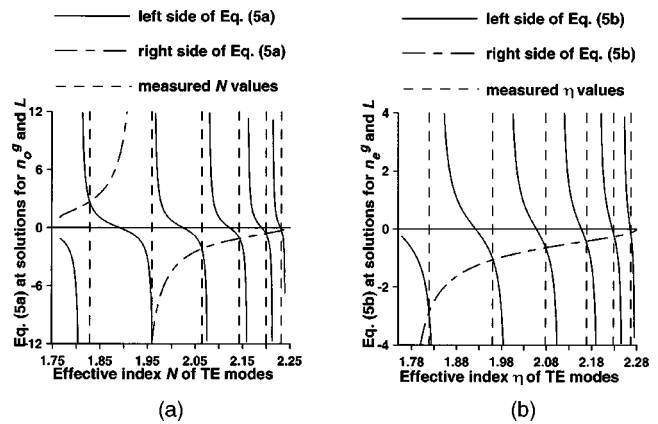 left side of Eq. (5a)
right side of Eq. (5a)
measured N values
12
6
0
-6
-12
Eq. (5a) at solutions for nₒᵍ and L
1.75 1.85 1.95 2.05 2.15 2.25
Effective index N of TE modes
(a)
left side of Eq. (5b)
right side of Eq. (5b)
measured η values
4
2
0
-2
-4
Eq. (5b) at solutions for nₑᵍ and L
1.78 1.88 1.98 2.08 2.18 2.28
Effective index η of TE modes
(b)